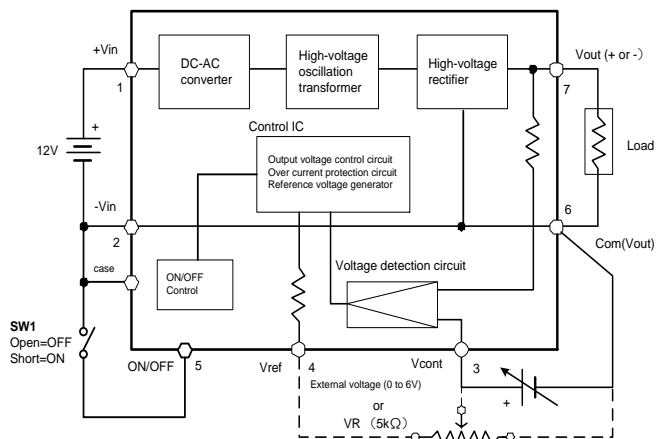 +Vin
1
DC-AC
converter
High-voltage
oscillation
transformer
High-voltage
rectifier
Vout (+ or -)
7
Load
Control IC
Output voltage control circuit
Over current protection circuit
Reference voltage generator
+
12V
-Vin
2
6
Com(Vout)
case
ON/OFF
Control
Voltage detection circuit
SW1
Open=OFF
Short=ON
ON/OFF
5
Vref
4
Vcont
3
External voltage (0 to 6V)
+
or
VR (5kΩ)